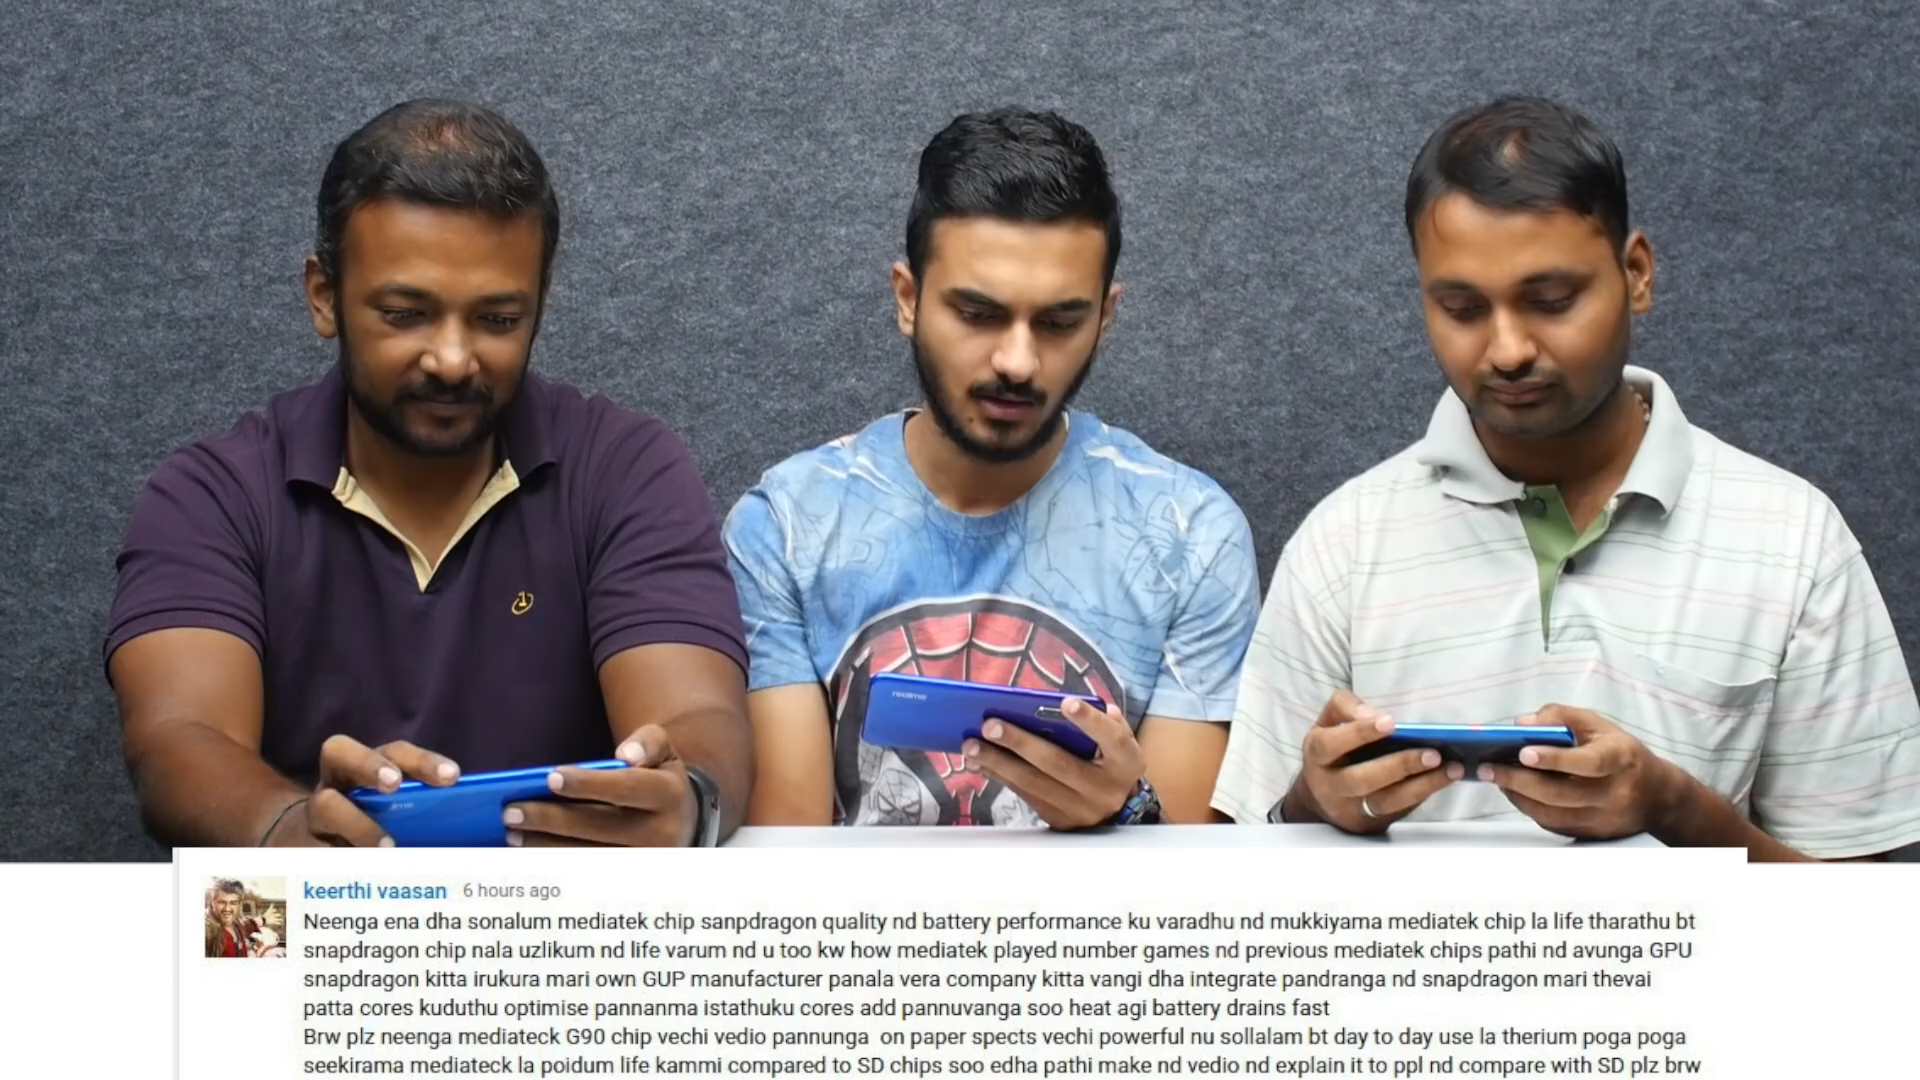 realme
keerthi vaasan 6 hours ago
Neenga ena dha sonalum mediatek chip sanpdragon quality nd battery performance ku varadhu nd mukkiyama mediatek chip la life tharathu bt
snapdragon chip nala uzlikum nd life varum nd u too kw how mediatek played number games nd previous mediatek chips pathi nd avunga GPU
snapdragon kitta irukura mari own GUP manufacturer panala vera company kitta vangi dha integrate pandranga nd snapdragon mari thevai
patta cores kuduthu optimise pannanma istathuku cores add pannuvanga soo heat agi battery drains fast
Brw plz neenga mediateck G90 chip vechi vedio pannunga on paper spects vechi powerful nu sollalam bt day to day use la therium poga poga
seekirama mediateck la poidum life kammi compared to SD chips soo edha pathi make nd vedio nd explain it to ppl nd compare with SD plz brw